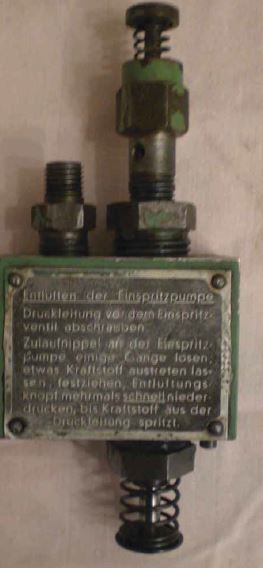 Entlüften der Einspritzpumpe
Druckleitung vor dem Einspritz-
ventil abschrauben.
Zulaufnippel an der Einspritz-
pumpe einige Gänge lösen,
etwas Kraftstoff austreten las-
sen, festziehen, Entlüftungs-
knopf mehrmals schnell nieder-
drücken, bis Kraftstoff aus der
Druckleitung spritzt.